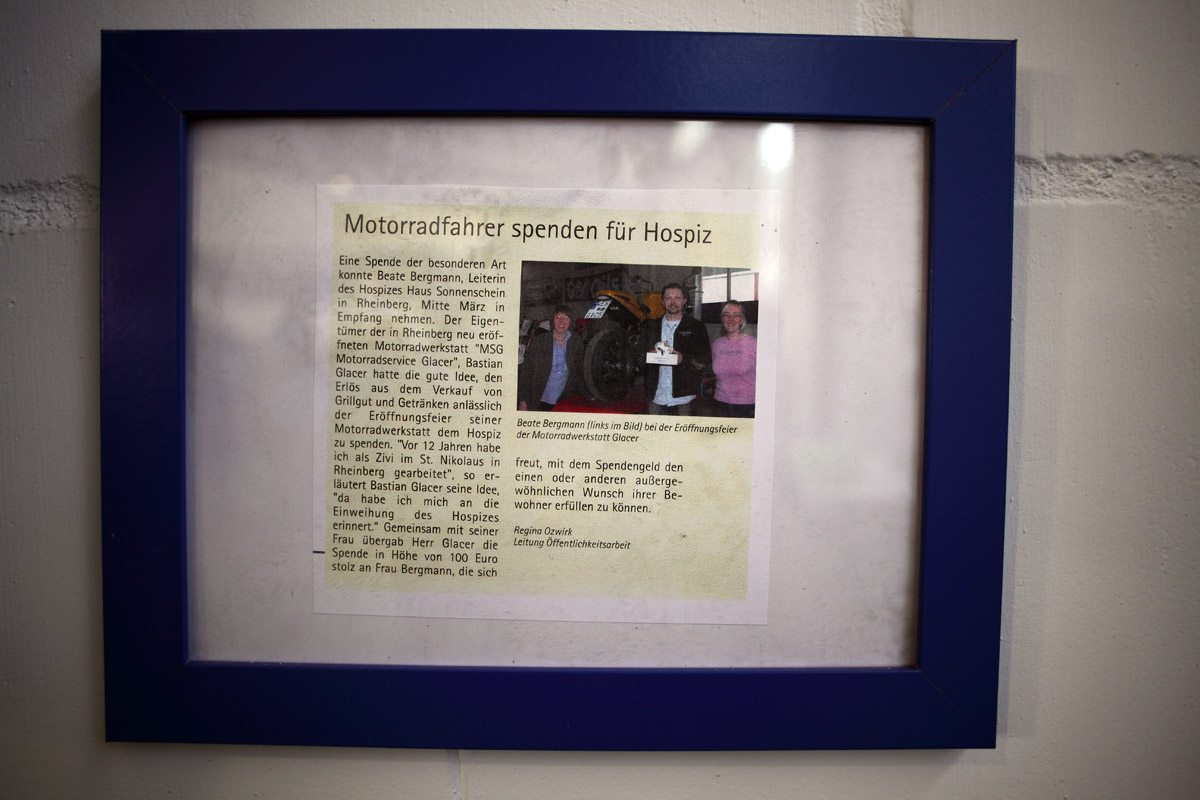 Motorradfahrer spenden für Hospiz
Eine Spende der besonderen Art
konnte Beate Bergmann, Leiterin
des Hospizes Haus Sonnenschein
in Rheinberg, Mitte März in
Empfang nehmen. Der Eigen-
tümer der in Rheinberg neu eröf-
fneten Motorradwerkstatt "MSG
Motorradservice Glacer", Bastian
Glacer hatte die gute Idee, den
Erlös aus dem Verkauf von
Grillgut und Getränken anlässlich
der Eröffnungsfeier seiner
Motorradwerkstatt dem Hospiz
zu spenden. "Vor 12 Jahren habe
ich als Zivi im St. Nikolaus in
Rheinberg gearbeitet", so er-
läutert Bastian Glacer seine Idee,
"da habe ich mich an die
Einweihung des Hospizes
erinnert." Gemeinsam mit seiner
Frau übergab Herr Glacer die
Spende in Höhe von 100 Euro
stolz an Frau Bergmann, die sich
Beate Bergmann (links im Bild) bei der Eröffnungsfeier
der Motorradwerkstatt Glacer
freut, mit dem Spendengeld den
einen oder anderen außerge-
wöhnlichen Wunsch ihrer Be-
wohner erfüllen zu können.
Regina Ozwirk
Leitung Öffentlichkeitsarbeit